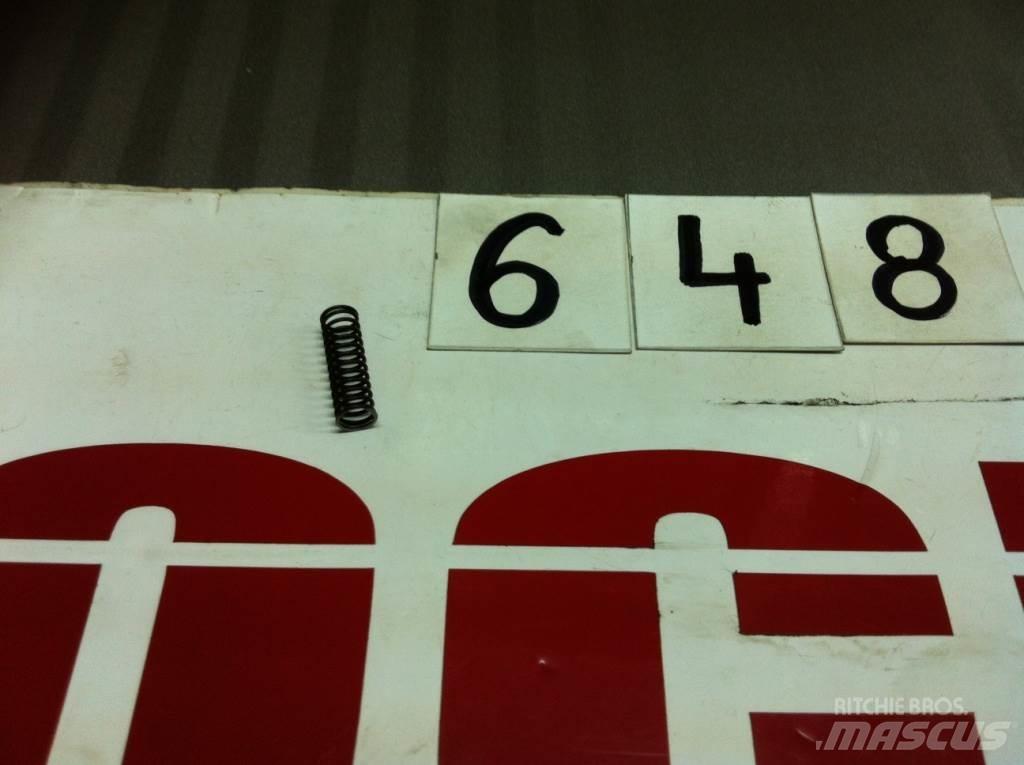 648
RITCHIE BROS.
MASCUS